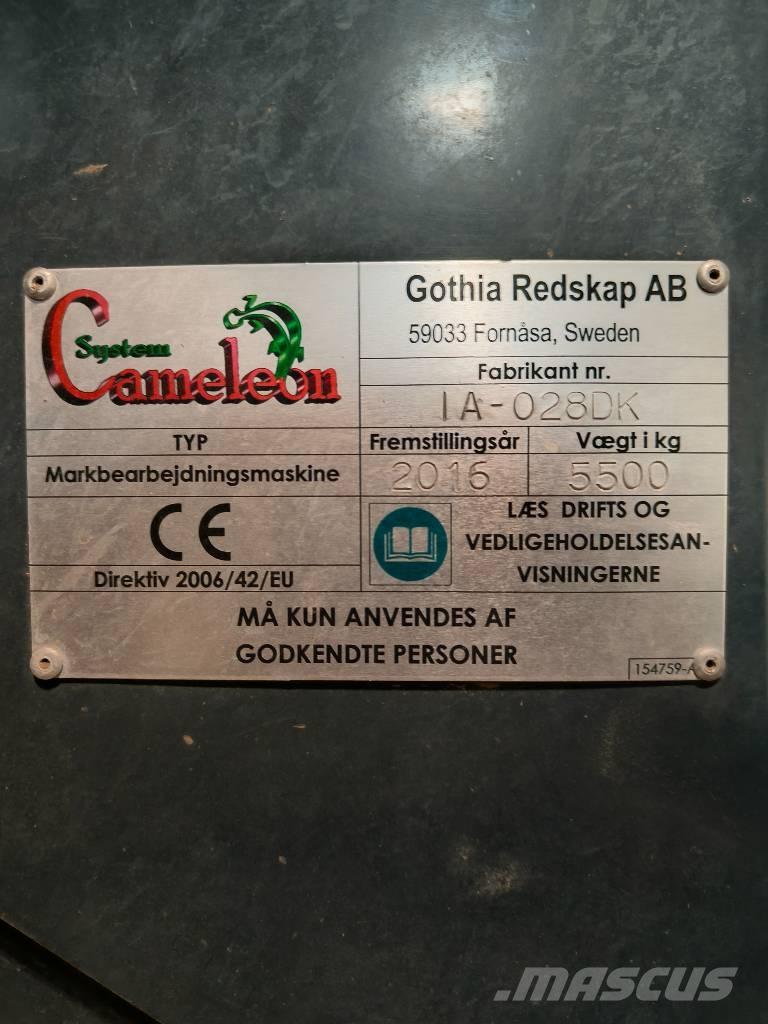 System
Cameleon
Gothia Redskap AB
59033 Fornåsa, Sweden
Fabrikant nr.
IA-028DK
TYP
Markbearbejdningsmaskine
Fremstillingsår
2016
Vægt i kg
5500
CE
Direktiv 2006/42/EU
LÆS DRIFTS OG
VEDLIGEHOLDELSESAN-
VISNINGERNE
MÅ KUN ANVENDES AF
GODKENDTE PERSONER
154759-A
.MASCUS